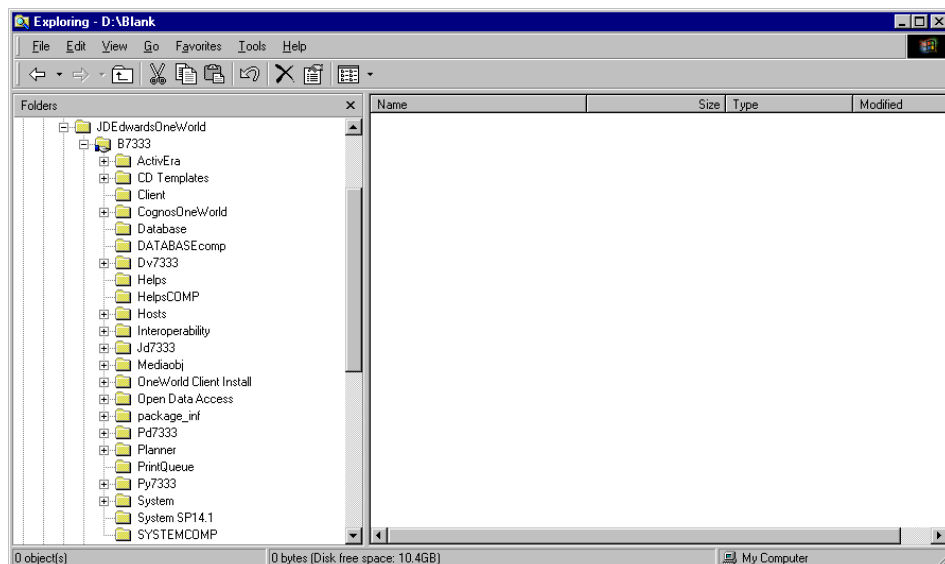 Exploring - D:\Blank
File Edit View Go Favorites Tools Help
Folders
Name Size Type Modified
JDEdwardsOneWorld
B7333
ActivEra
CD Templates
Client
CognosOneWorld
Database
DATABASEcomp
Dv7333
Helps
HelpsCOMP
Hosts
Interoperability
Jd7333
Mediaobj
OneWorld Client Install
Open Data Access
package_inf
Pd7333
Planner
PrintQueue
Py7333
System
System SP14.1
SYSTEMCOMP
0 object(s) 0 bytes (Disk free space: 10.4GB) My Computer